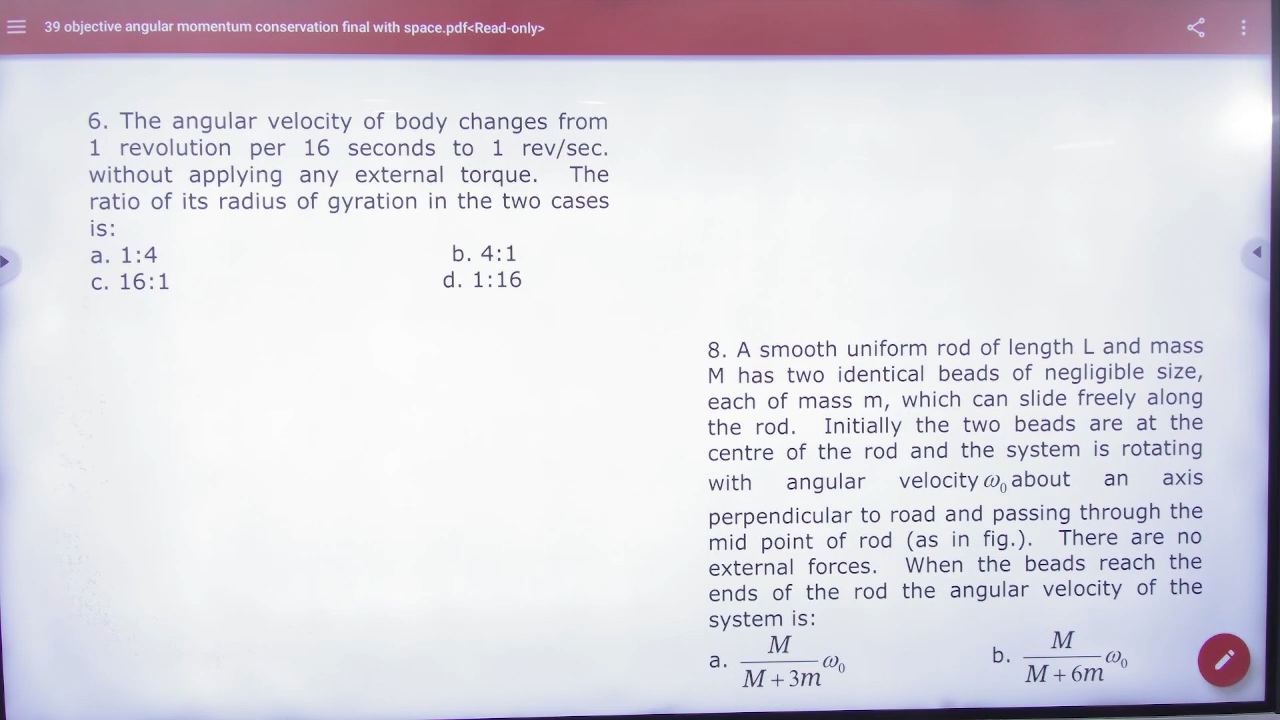 39 objective angular momentum conservation final with space.pdf<Read-only>
6. The angular velocity of body changes from
1 revolution per 16 seconds to 1 rev/sec.
without applying any external torque. The
ratio of its radius of gyration in the two cases
is:
a. 1:4 b. 4:1
c. 16:1 d. 1:16
8. A smooth uniform rod of length L and mass
M has two identical beads of negligible size,
each of mass m, which can slide freely along
the rod. Initially the two beads are at the
centre of the rod and the system is rotating
with angular velocity ω₀ about an axis
perpendicular to road and passing through the
mid point of rod (as in fig.). There are no
external forces. When the beads reach the
ends of the rod the angular velocity of the
system is:
a. M/(M + 3m) ω₀ b. M/(M + 6m) ω₀